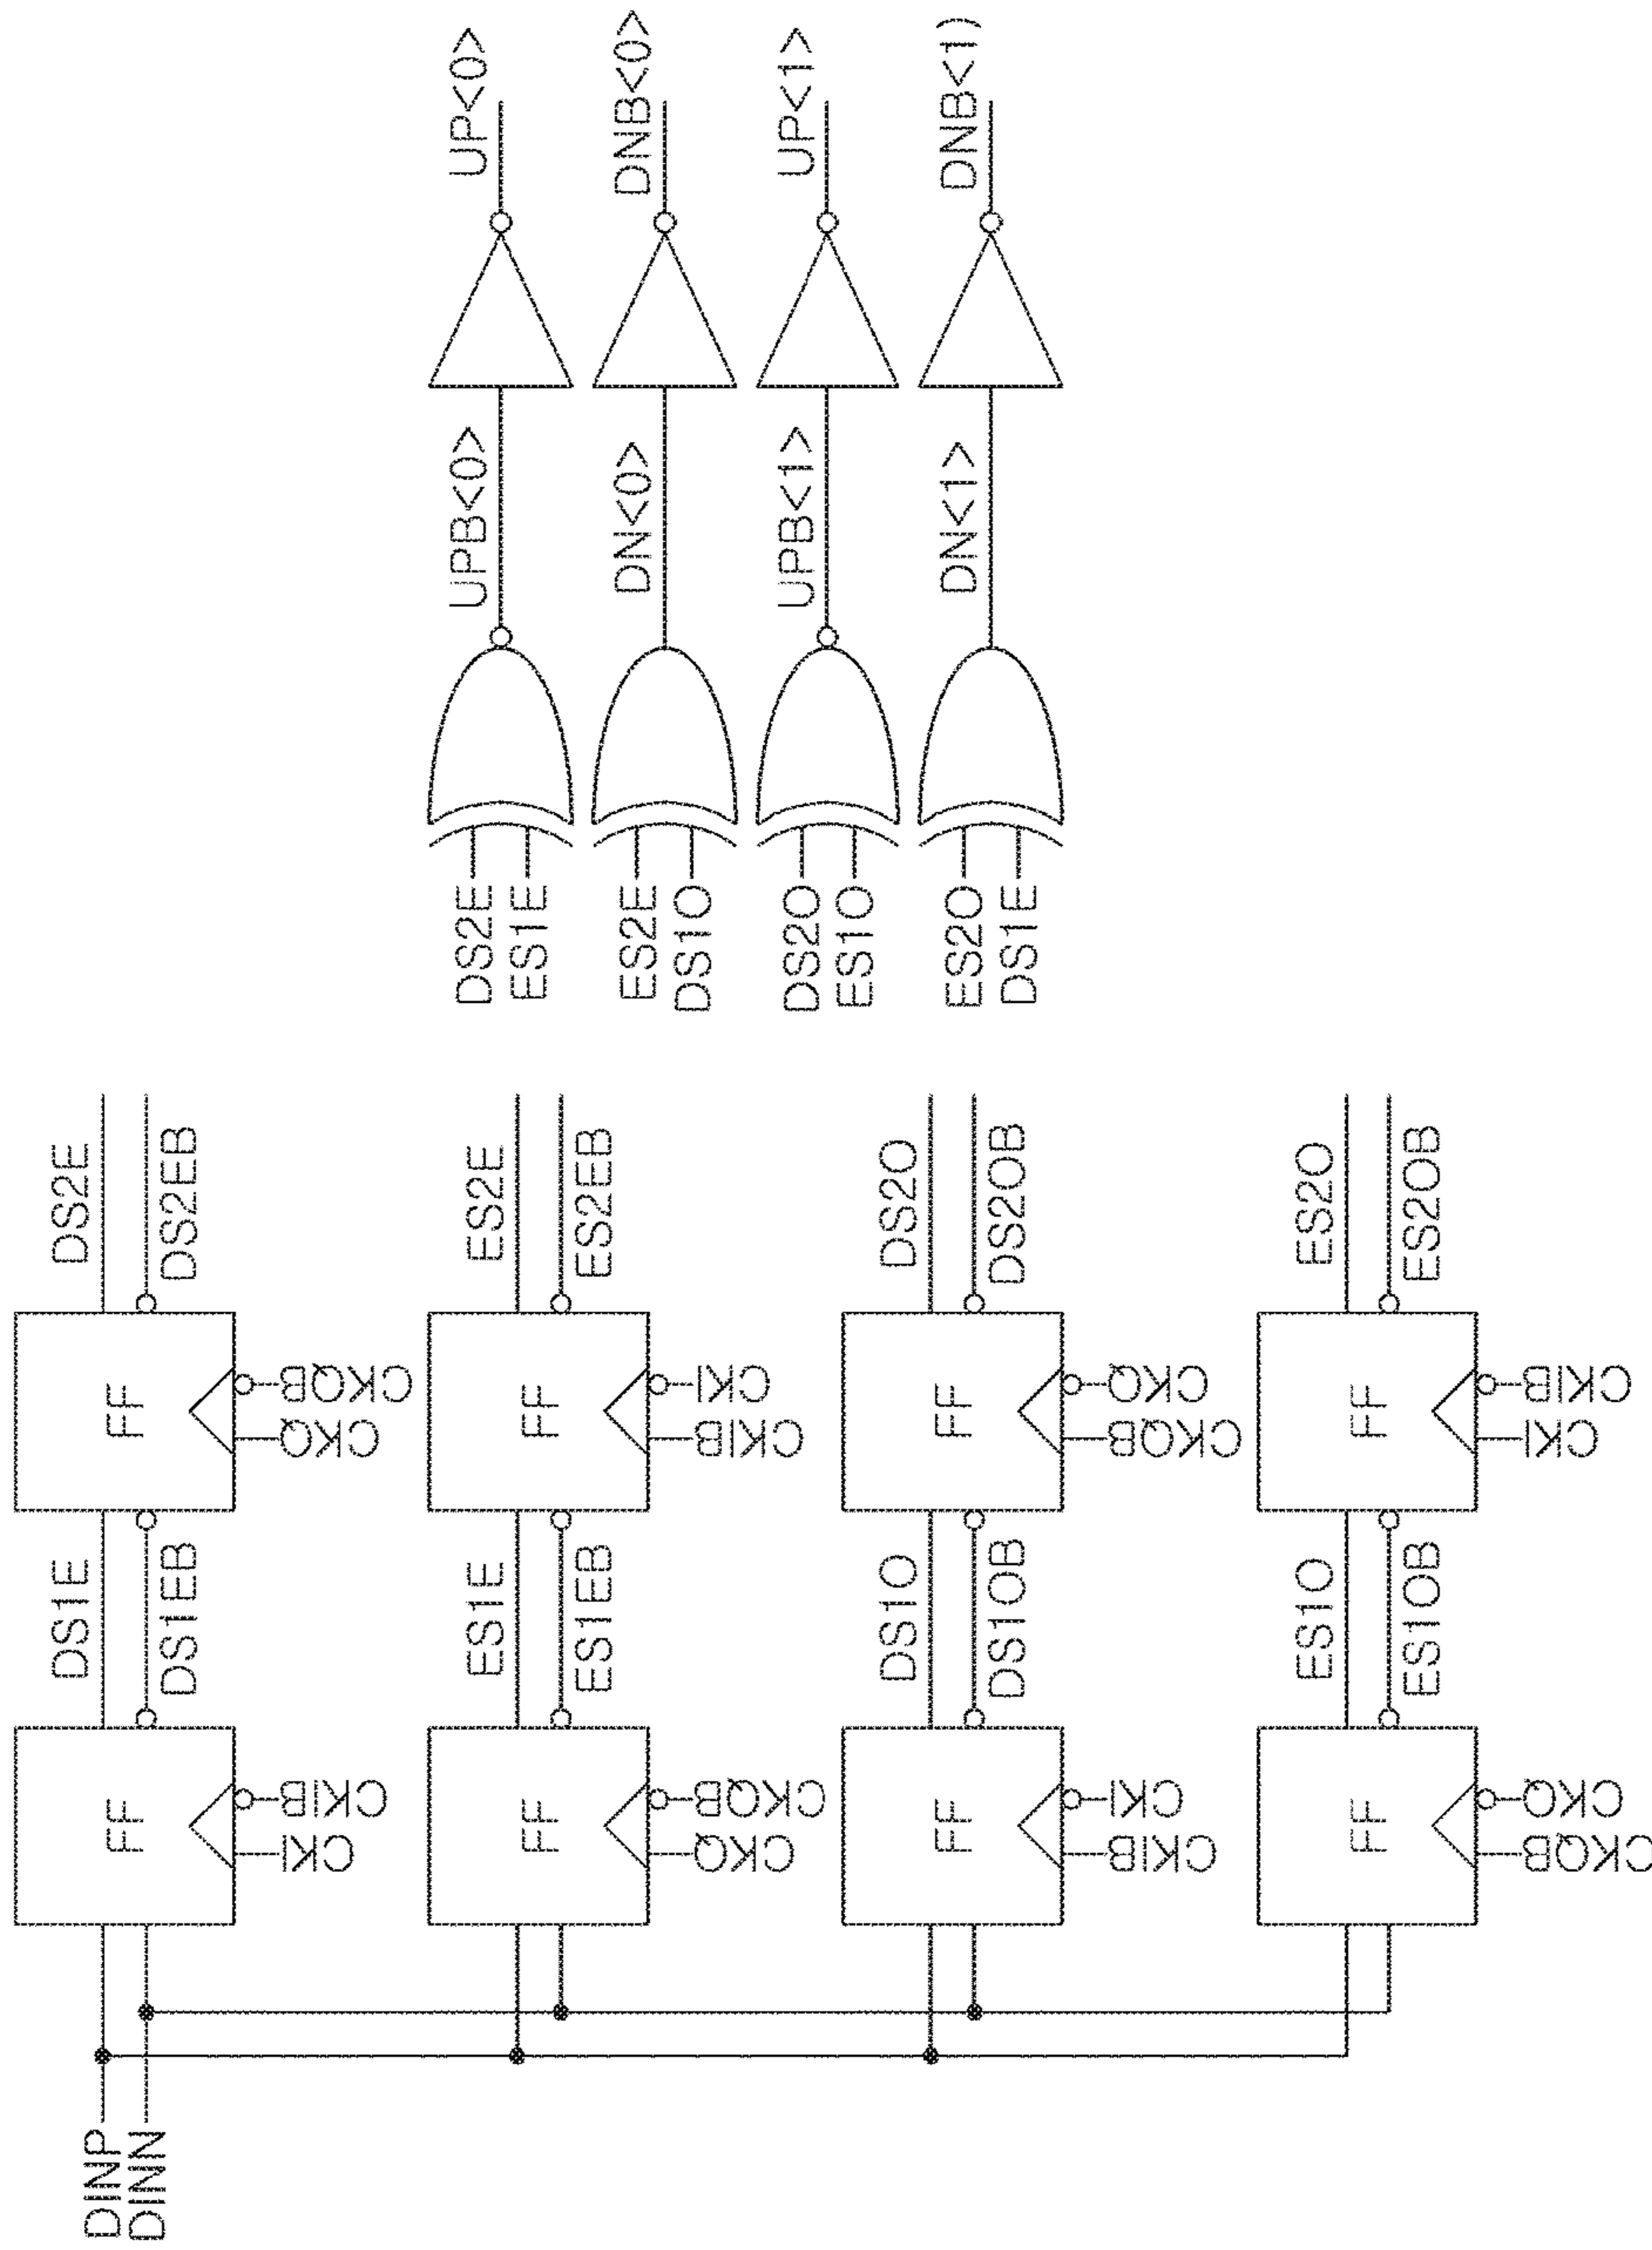 DINP
DINN
FF
CKI
CKIB
DS1E
DS1EB
FF
CKQ
CKQB
DS2E
DS2EB
FF
CKQ
CKQB
ES1E
ES1EB
FF
CKIB
CKI
ES2E
ES2EB
FF
CKIB
CKI
DS1O
DS1OB
FF
CKQB
CKQ
DS2O
DS2OB
FF
CKQB
CKQ
ES1O
ES1OB
FF
CKI
CKIB
ES2O
ES2OB
DS2E
ES1E
UPB<0>
UP<0>
ES2E
DS1O
DN<0>
DNB<0>
DS2O
ES1O
UPB<1>
UP<1>
ES2O
DS1E
DN<1>
DNB<1)